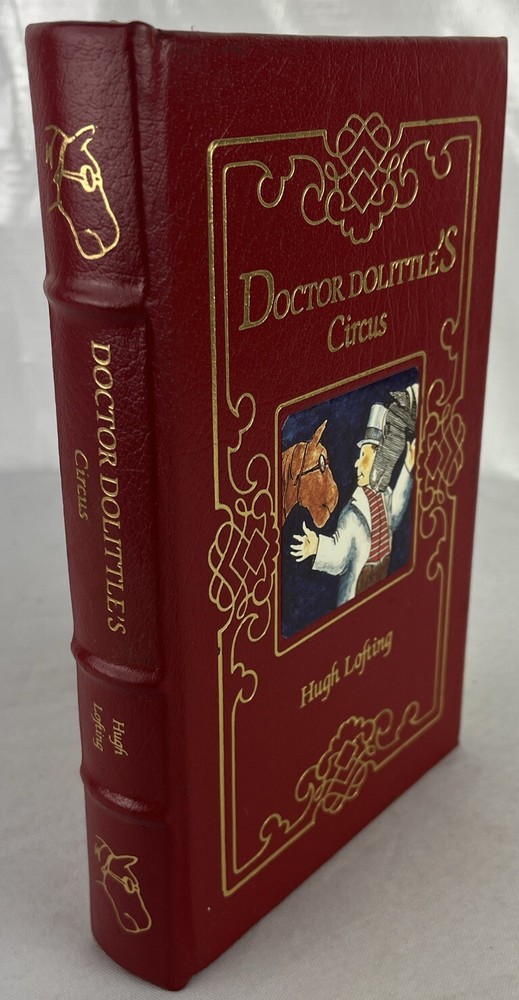 DOCTOR DOLITTLE'S
Circus
Hugh
Lofting
DOCTOR DOLITTLE'S
Circus
Hugh Lofting